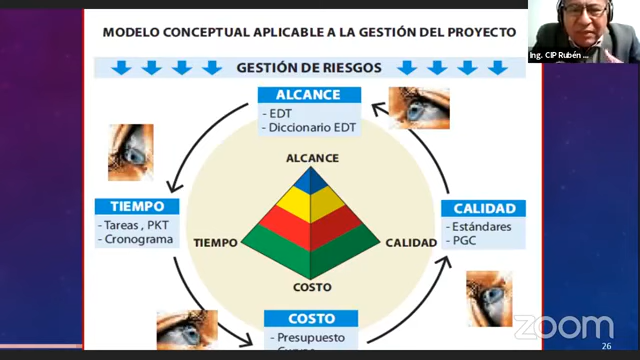 MODELO CONCEPTUAL APLICABLE A LA GESTIÓN DEL PROYECTO
GESTIÓN DE RIESGOS
Ing. CIP Rubén ...
ALCANCE
- EDT
- Diccionario EDT
ALCANCE
TIEMPO
- Tareas , PKT
- Cronograma
CALIDAD
- Estándares
- PGC
TIEMPO
CALIDAD
COSTO
COSTO
- Presupuesto
zoom
26